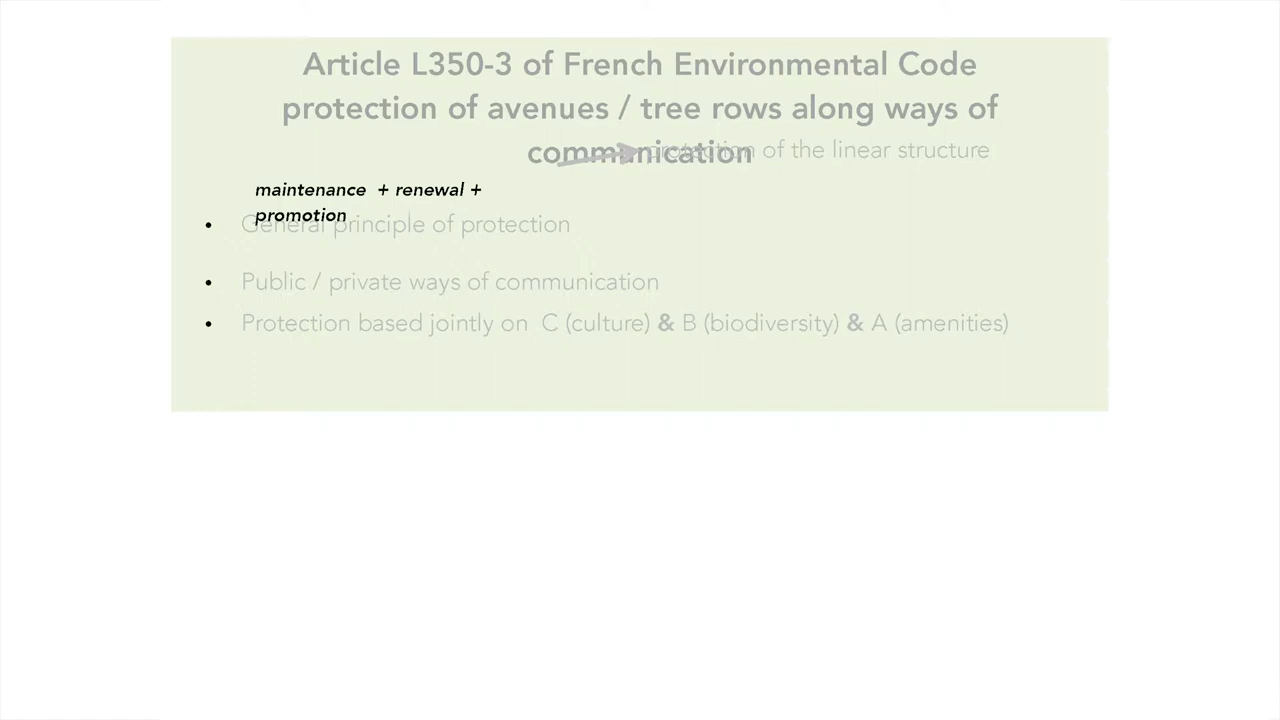 Article L350-3 of French Environmental Code
protection of avenues / tree rows along ways of
communication
protection of the linear structure
maintenance + renewal +
promotion
• General principle of protection
• Public / private ways of communication
• Protection based jointly on C (culture) & B (biodiversity) & A (amenities)